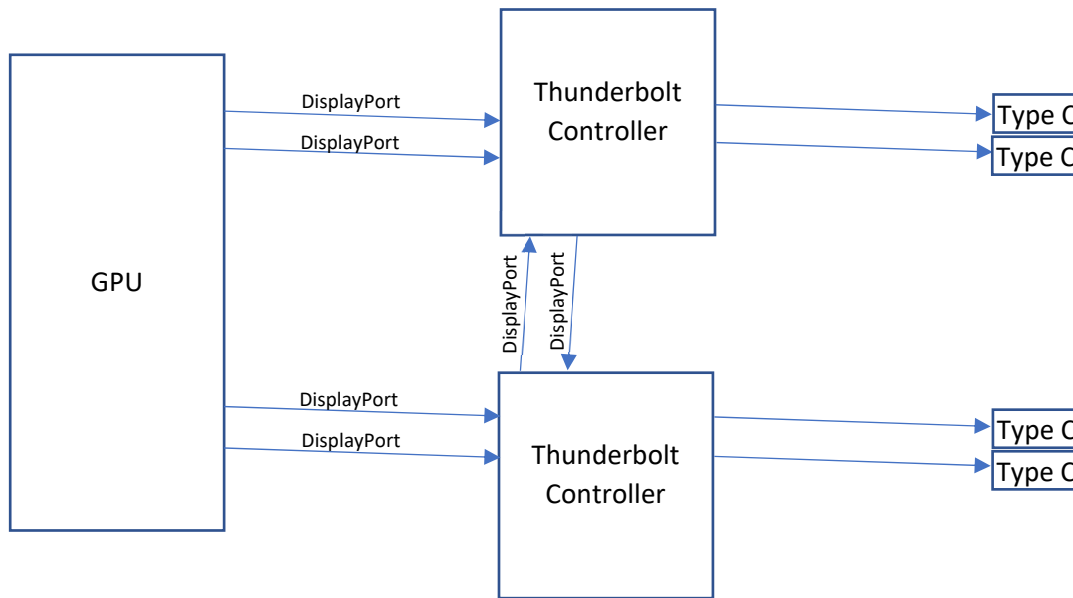 DisplayPort
DisplayPort
Thunderbolt
Controller
Type C
Type C
GPU
DisplayPort
DisplayPort
DisplayPort
DisplayPort
Thunderbolt
Controller
Type C
Type C